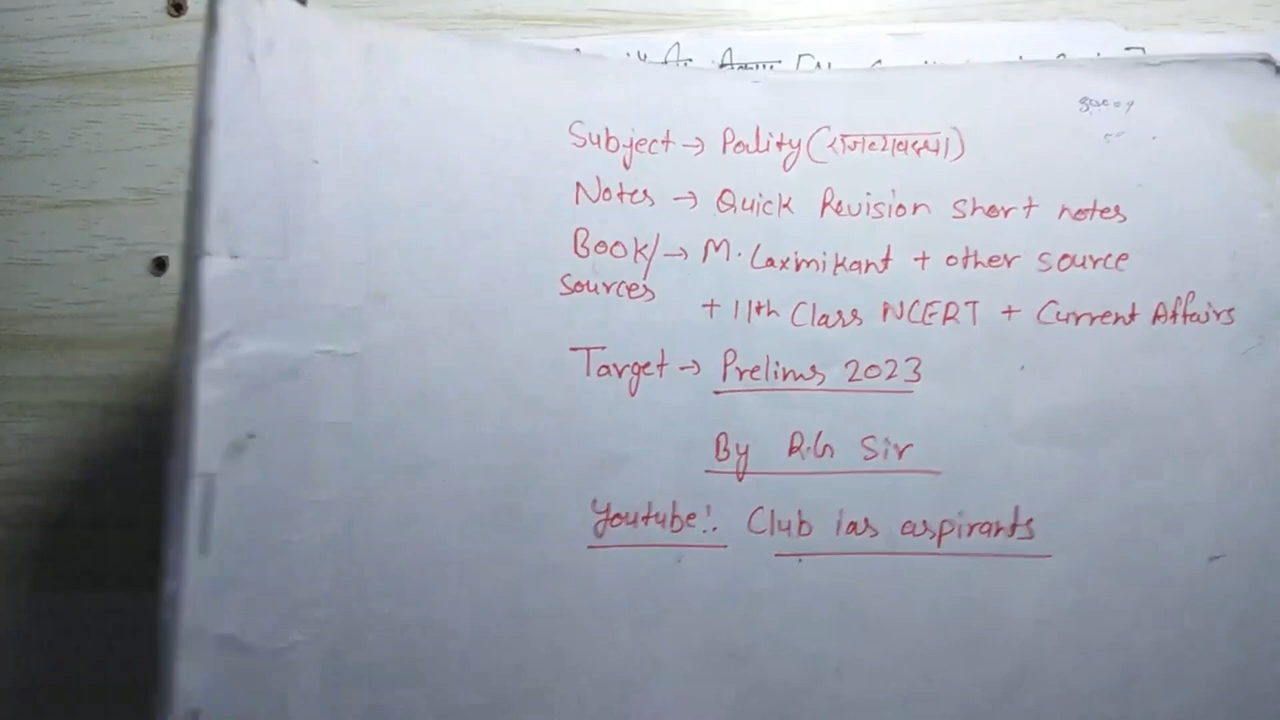 Subject → Polity (राजव्यवस्था)
Notes → Quick Revision short notes
Book/ → M. Laxmikant + other source
Sources
+ 11th Class NCERT + Current Affairs
Target → Prelims 2023
By R.G Sir
Youtube:. Club ias aspirants